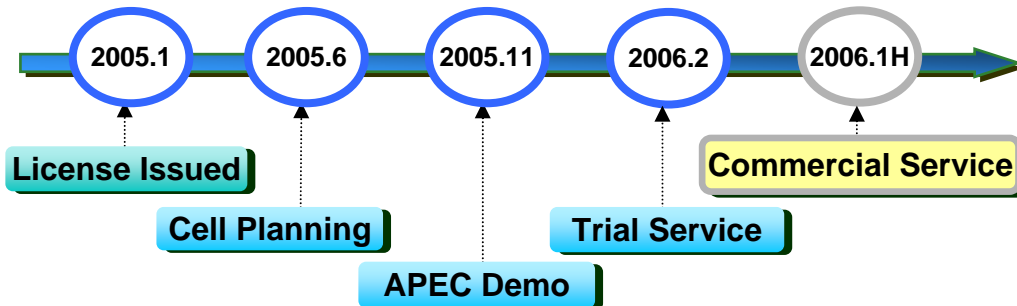 2005.1
2005.6
2005.11
2006.2
2006.1H
License Issued
Commercial Service
Cell Planning
Trial Service
APEC Demo